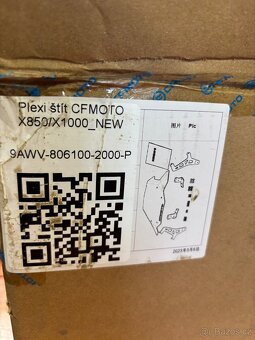 Plexi štít CFMOTO
X850/X1000_NEW
9AWV-806100-2000-P
图片 Pic